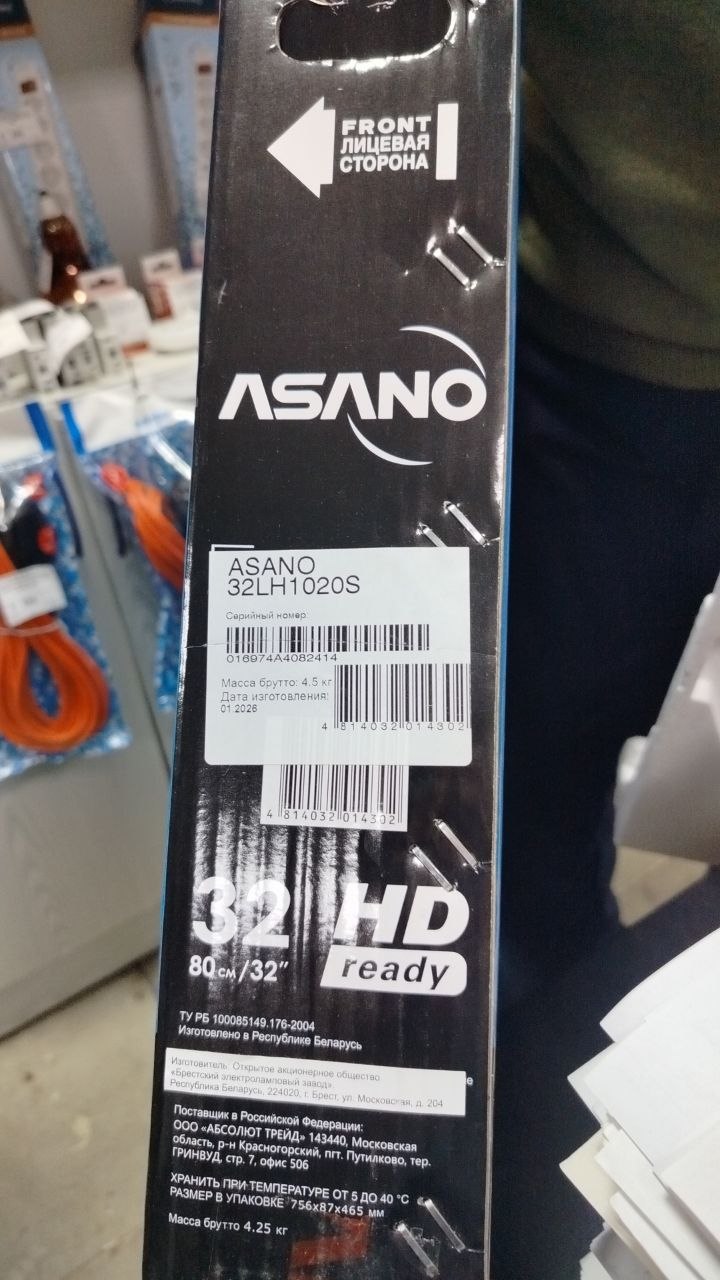 FRONT
ЛИЦЕВАЯ
СТОРОНА
ASANO
ASANO
32LH1020S
Серийный номер:
016974A4082414
Масса брутто: 4.5 кг
Дата изготовления:
01.2026
4 814032 014302
4 814032 014302
32 HD
80 см/32" ready
ТУ РБ 100085149.176-2004
Изготовлено в Республике Беларусь
Изготовитель: Открытое акционерное общество
«Брестский электроламповый завод».
Республика Беларусь, 224020, г. Брест, ул. Московская, д. 204
Поставщик в Российской Федерации:
ООО «АБСОЛЮТ ТРЕЙД» 143440, Московская
область, р-н Красногорский, пгт. Путилково, тер.
ГРИНВУД, стр. 7, офис 506
ХРАНИТЬ ПРИ ТЕМПЕРАТУРЕ ОТ 5 ДО 40 °C
РАЗМЕР В УПАКОВКЕ 756x87x465 мм
Масса брутто 4.25 кг